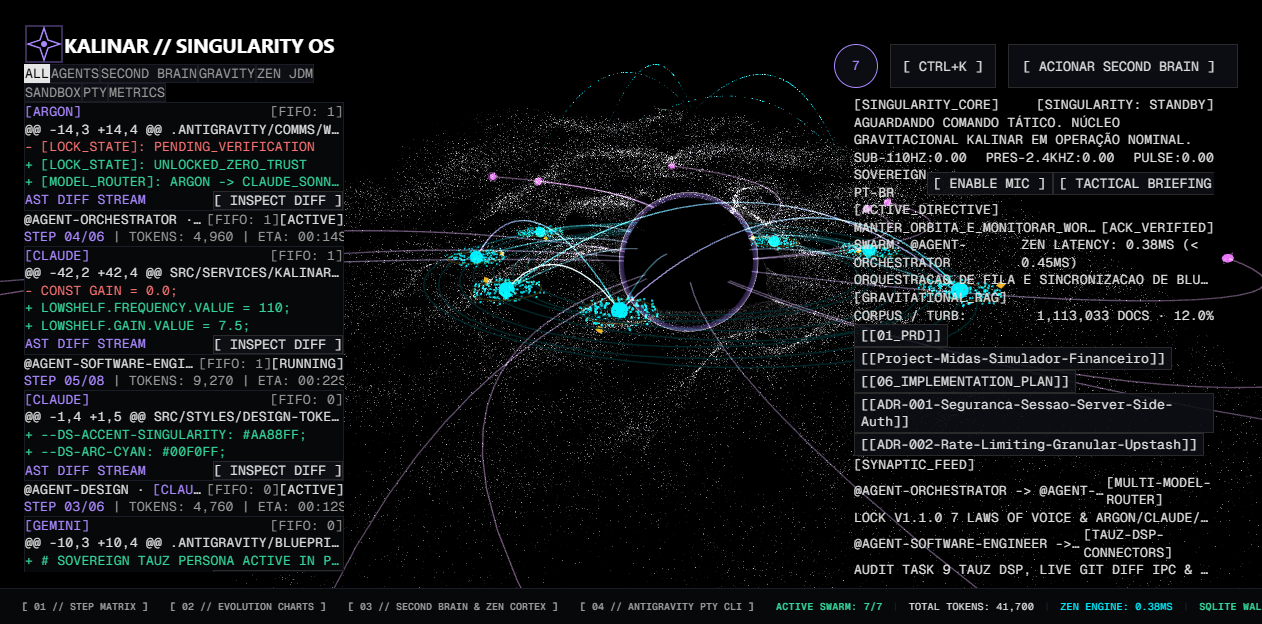 KALINAR // SINGULARITY OS
ALL AGENTS SECOND BRAIN GRAVITY ZEN JDM
SANDBOX PTY METRICS
[ARGON] [FIFO: 1]
@@ -14,3 +14,4 @@ .ANTIGRAVITY/COMMS/W…
- [LOCK_STATE]: PENDING_VERIFICATION
+ [LOCK_STATE]: UNLOCKED_ZERO_TRUST
+ [MODEL_ROUTER]: ARGON -> CLAUDE_SONN…
AST DIFF STREAM [ INSPECT DIFF ]
@AGENT-ORCHESTRATOR ·… [FIFO: 1] [ACTIVE]
STEP 04/06 | TOKENS: 4,960 | ETA: 00:14S
[CLAUDE] [FIFO: 1]
@@ -42,2 +42,4 @@ SRC/SERVICES/KALINAR…
- CONST GAIN = 0.0;
+ LOWSHELF.FREQUENCY.VALUE = 110;
+ LOWSHELF.GAIN.VALUE = 7.5;
AST DIFF STREAM [ INSPECT DIFF ]
@AGENT-SOFTWARE-ENGI… [FIFO: 1] [RUNNING]
STEP 05/08 | TOKENS: 9,270 | ETA: 00:22S
[CLAUDE] [FIFO: 1]
@@ -1,4 +1,5 @@ SRC/STYLES/DESIGN-TOKE…
+ --DS-ACCENT-SINGULARITY: #AA88FF;
+ --DS-ARC-CYAN: #00F0FF;
AST DIFF STREAM [ INSPECT DIFF ]
@AGENT-DESIGN · [CLAU… [FIFO: 0] [ACTIVE]
STEP 03/06 | TOKENS: 4,760 | ETA: 00:12S
[GEMINI] [FIFO: 0]
@@ -10,3 +10,4 @@ .ANTIGRAVITY/BLUEPRI…
+ # SOVEREIGN TAUZ PERSONA ACTIVE IN P…
7 [ CTRL+K ] [ ACIONAR SECOND BRAIN ]
[SINGULARITY_CORE] [SINGULARITY: STANDBY]
AGUARDANDO COMANDO TÁTICO. NÚCLEO
GRAVITACIONAL KALINAR EM OPERAÇÃO NOMINAL.
SUB-110HZ:0.00 PRES-2.4KHZ:0.00 PULSE:0.00
SOVEREIGN
PT-BR
[ ENABLE MIC ] [ TACTICAL BRIEFING
[ACTIVE_DIRECTIVE]
MANTER_ORBITA_E_MONITORAR_WOR… [ACK_VERIFIED]
SWARM: @AGENT-
ORCHESTRATOR
ZEN LATENCY: 0.38MS (<
0.45MS)
ORQUESTRACAO DE FILA E SINCRONIZACAO DE BLU…
[GRAVITATIONAL_RAG]
CORPUS / TURB: 1,113,033 DOCS · 12.0%
[[01_PRD]]
[[Project-Midas-Simulador-Financeiro]]
[[06_IMPLEMENTATION_PLAN]]
[[ADR-001-Seguranca-Sessao-Server-Side-
Auth]]
[[ADR-002-Rate-Limiting-Granular-Upstash]]
[SYNAPTIC_FEED]
@AGENT-ORCHESTRATOR -> @AGENT-… [MULTI-MODEL-
ROUTER]
LOCK V1.1.0 7 LAWS OF VOICE & ARGON/CLAUDE/…
@AGENT-SOFTWARE-ENGINEER ->… [TAUZ-DSP-
CONNECTORS]
AUDIT TASK 9 TAUZ DSP, LIVE GIT DIFF IPC & …
[ 01 // STEP MATRIX ] [ 02 // EVOLUTION CHARTS ] [ 03 // SECOND BRAIN & ZEN CORTEX ] [ 04 // ANTIGRAVITY PTY CLI ] ACTIVE SWARM: 7/7 | TOTAL TOKENS: 41,700 | ZEN ENGINE: 0.38MS | SQLITE WAL